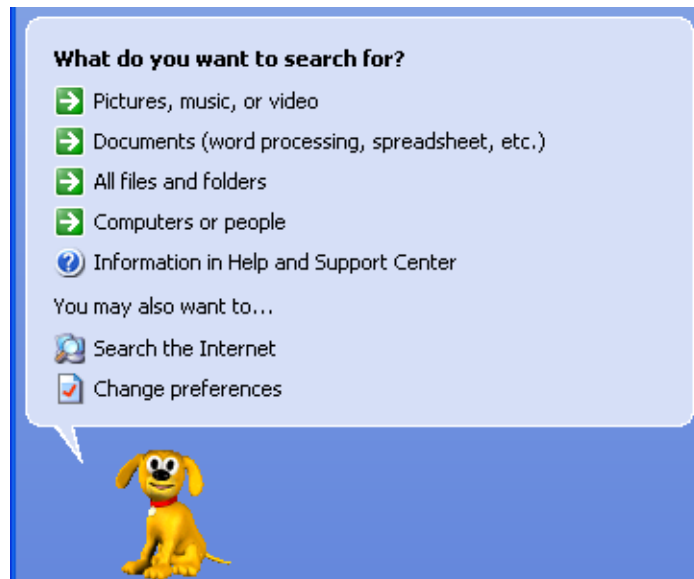 What do you want to search for?
Pictures, music, or video
Documents (word processing, spreadsheet, etc.)
All files and folders
Computers or people
Information in Help and Support Center
You may also want to...
Search the Internet
Change preferences